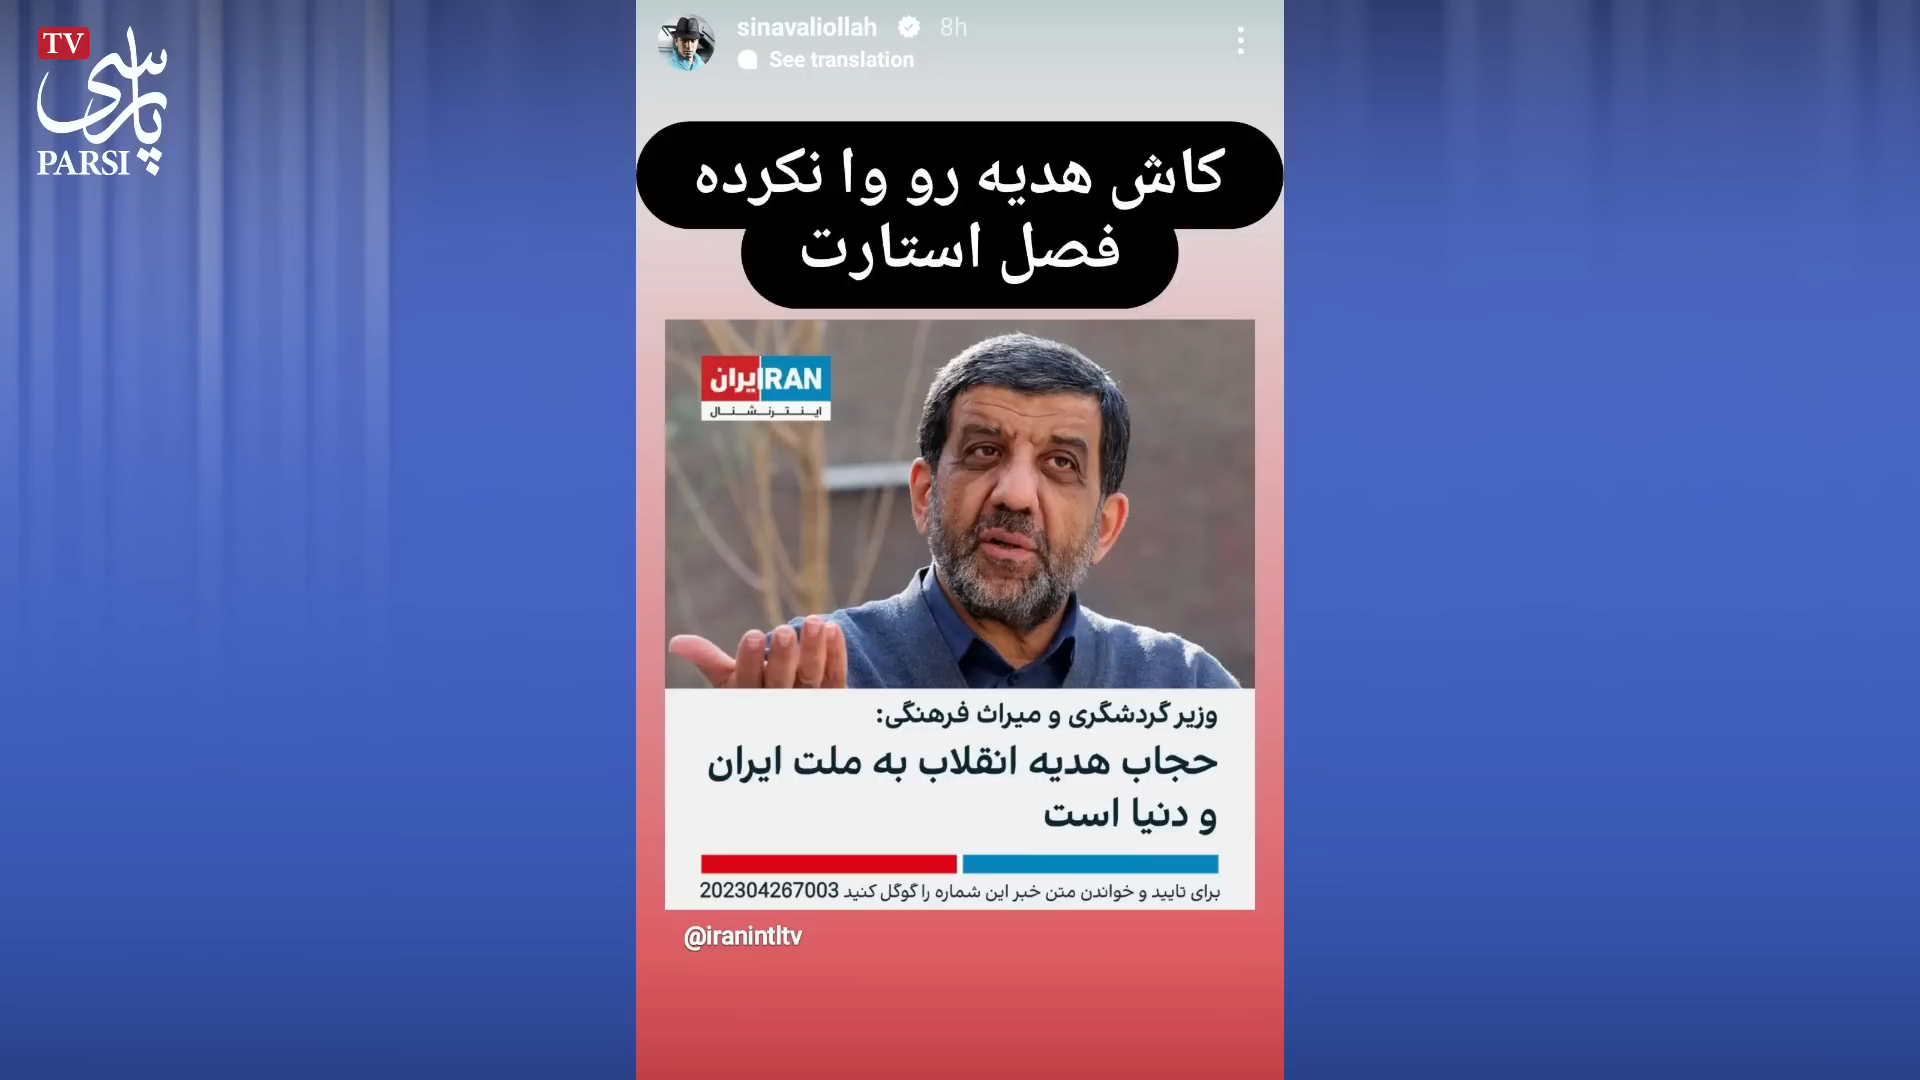 TV
پارسی
PARSI
sinavaliollah 8h
See translation
کاش هدیه رو وا نکرده
فصل استارت
ایران IRAN
اینترنشنال
وزیر گردشگری و میراث فرهنگی:
حجاب هدیه انقلاب به ملت ایران
و دنیا است
برای تایید و خواندن متن خبر این شماره را گوگل کنید 202304267003
@iranintltv